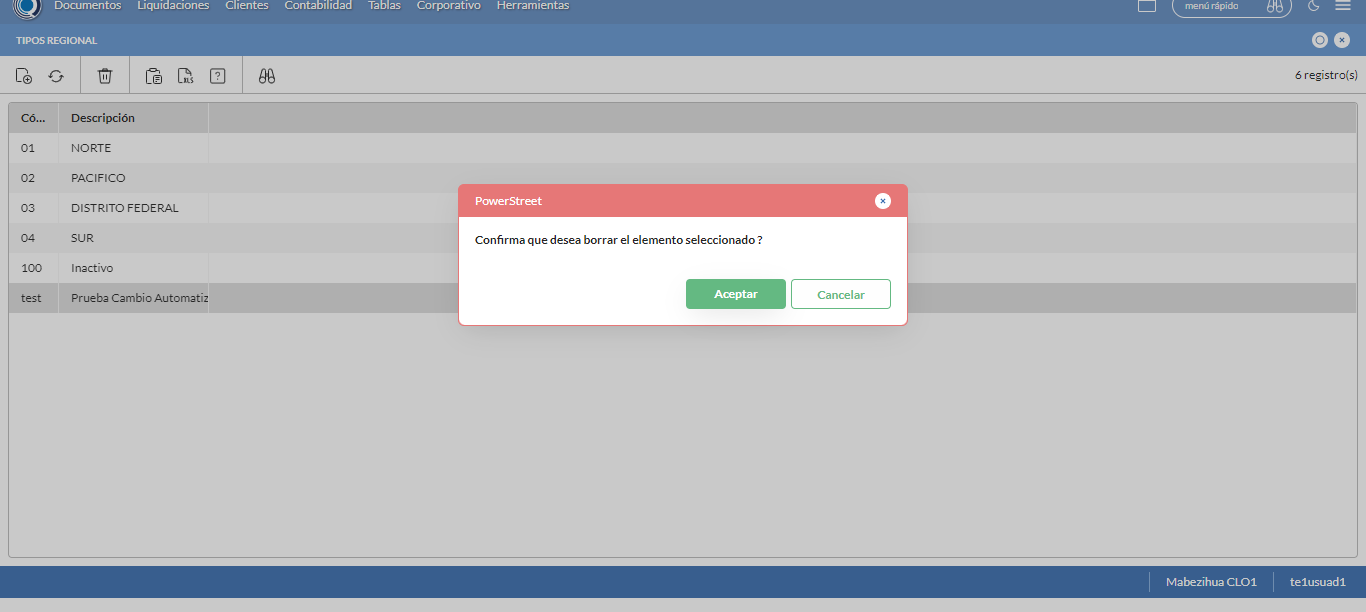 Documentos Liquidaciones Clientes Contabilidad Tablas Corporativo Herramientas menú rápido
TIPOS REGIONAL
XLS ? 6 registro(s)
Có... Descripción
01 NORTE
02 PACIFICO
03 DISTRITO FEDERAL
04 SUR
100 Inactivo
test Prueba Cambio Automatiz
PowerStreet
Confirma que desea borrar el elemento seleccionado ?
Aceptar Cancelar
Mabezihua CLO1 te1usuad1